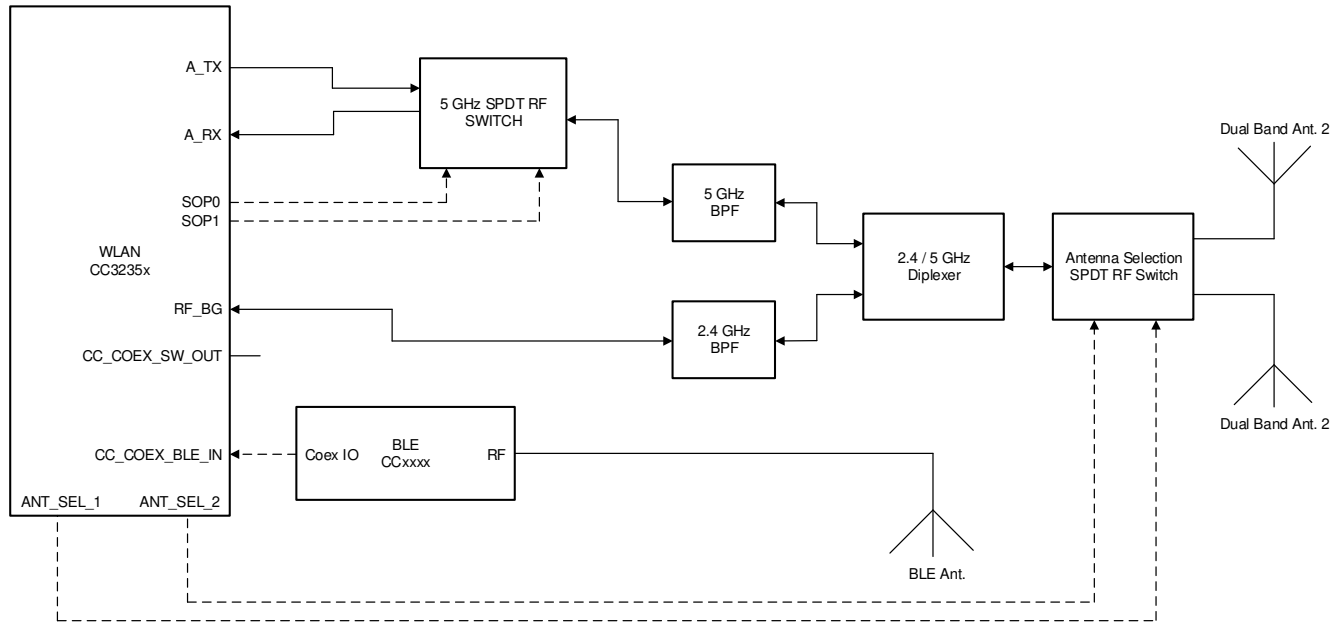 A_TX
A_RX
SOP0
SOP1
WLAN
CC3235x
RF_BG
CC_COEX_SW_OUT
CC_COEX_BLE_IN
ANT_SEL_1
ANT_SEL_2
5 GHz SPDT RF
SWITCH
5 GHz
BPF
2.4 GHz
BPF
2.4 / 5 GHz
Diplexer
Antenna Selection
SPDT RF Switch
Dual Band Ant. 2
Dual Band Ant. 2
Coex IO
BLE
CCxxxx
RF
BLE Ant.